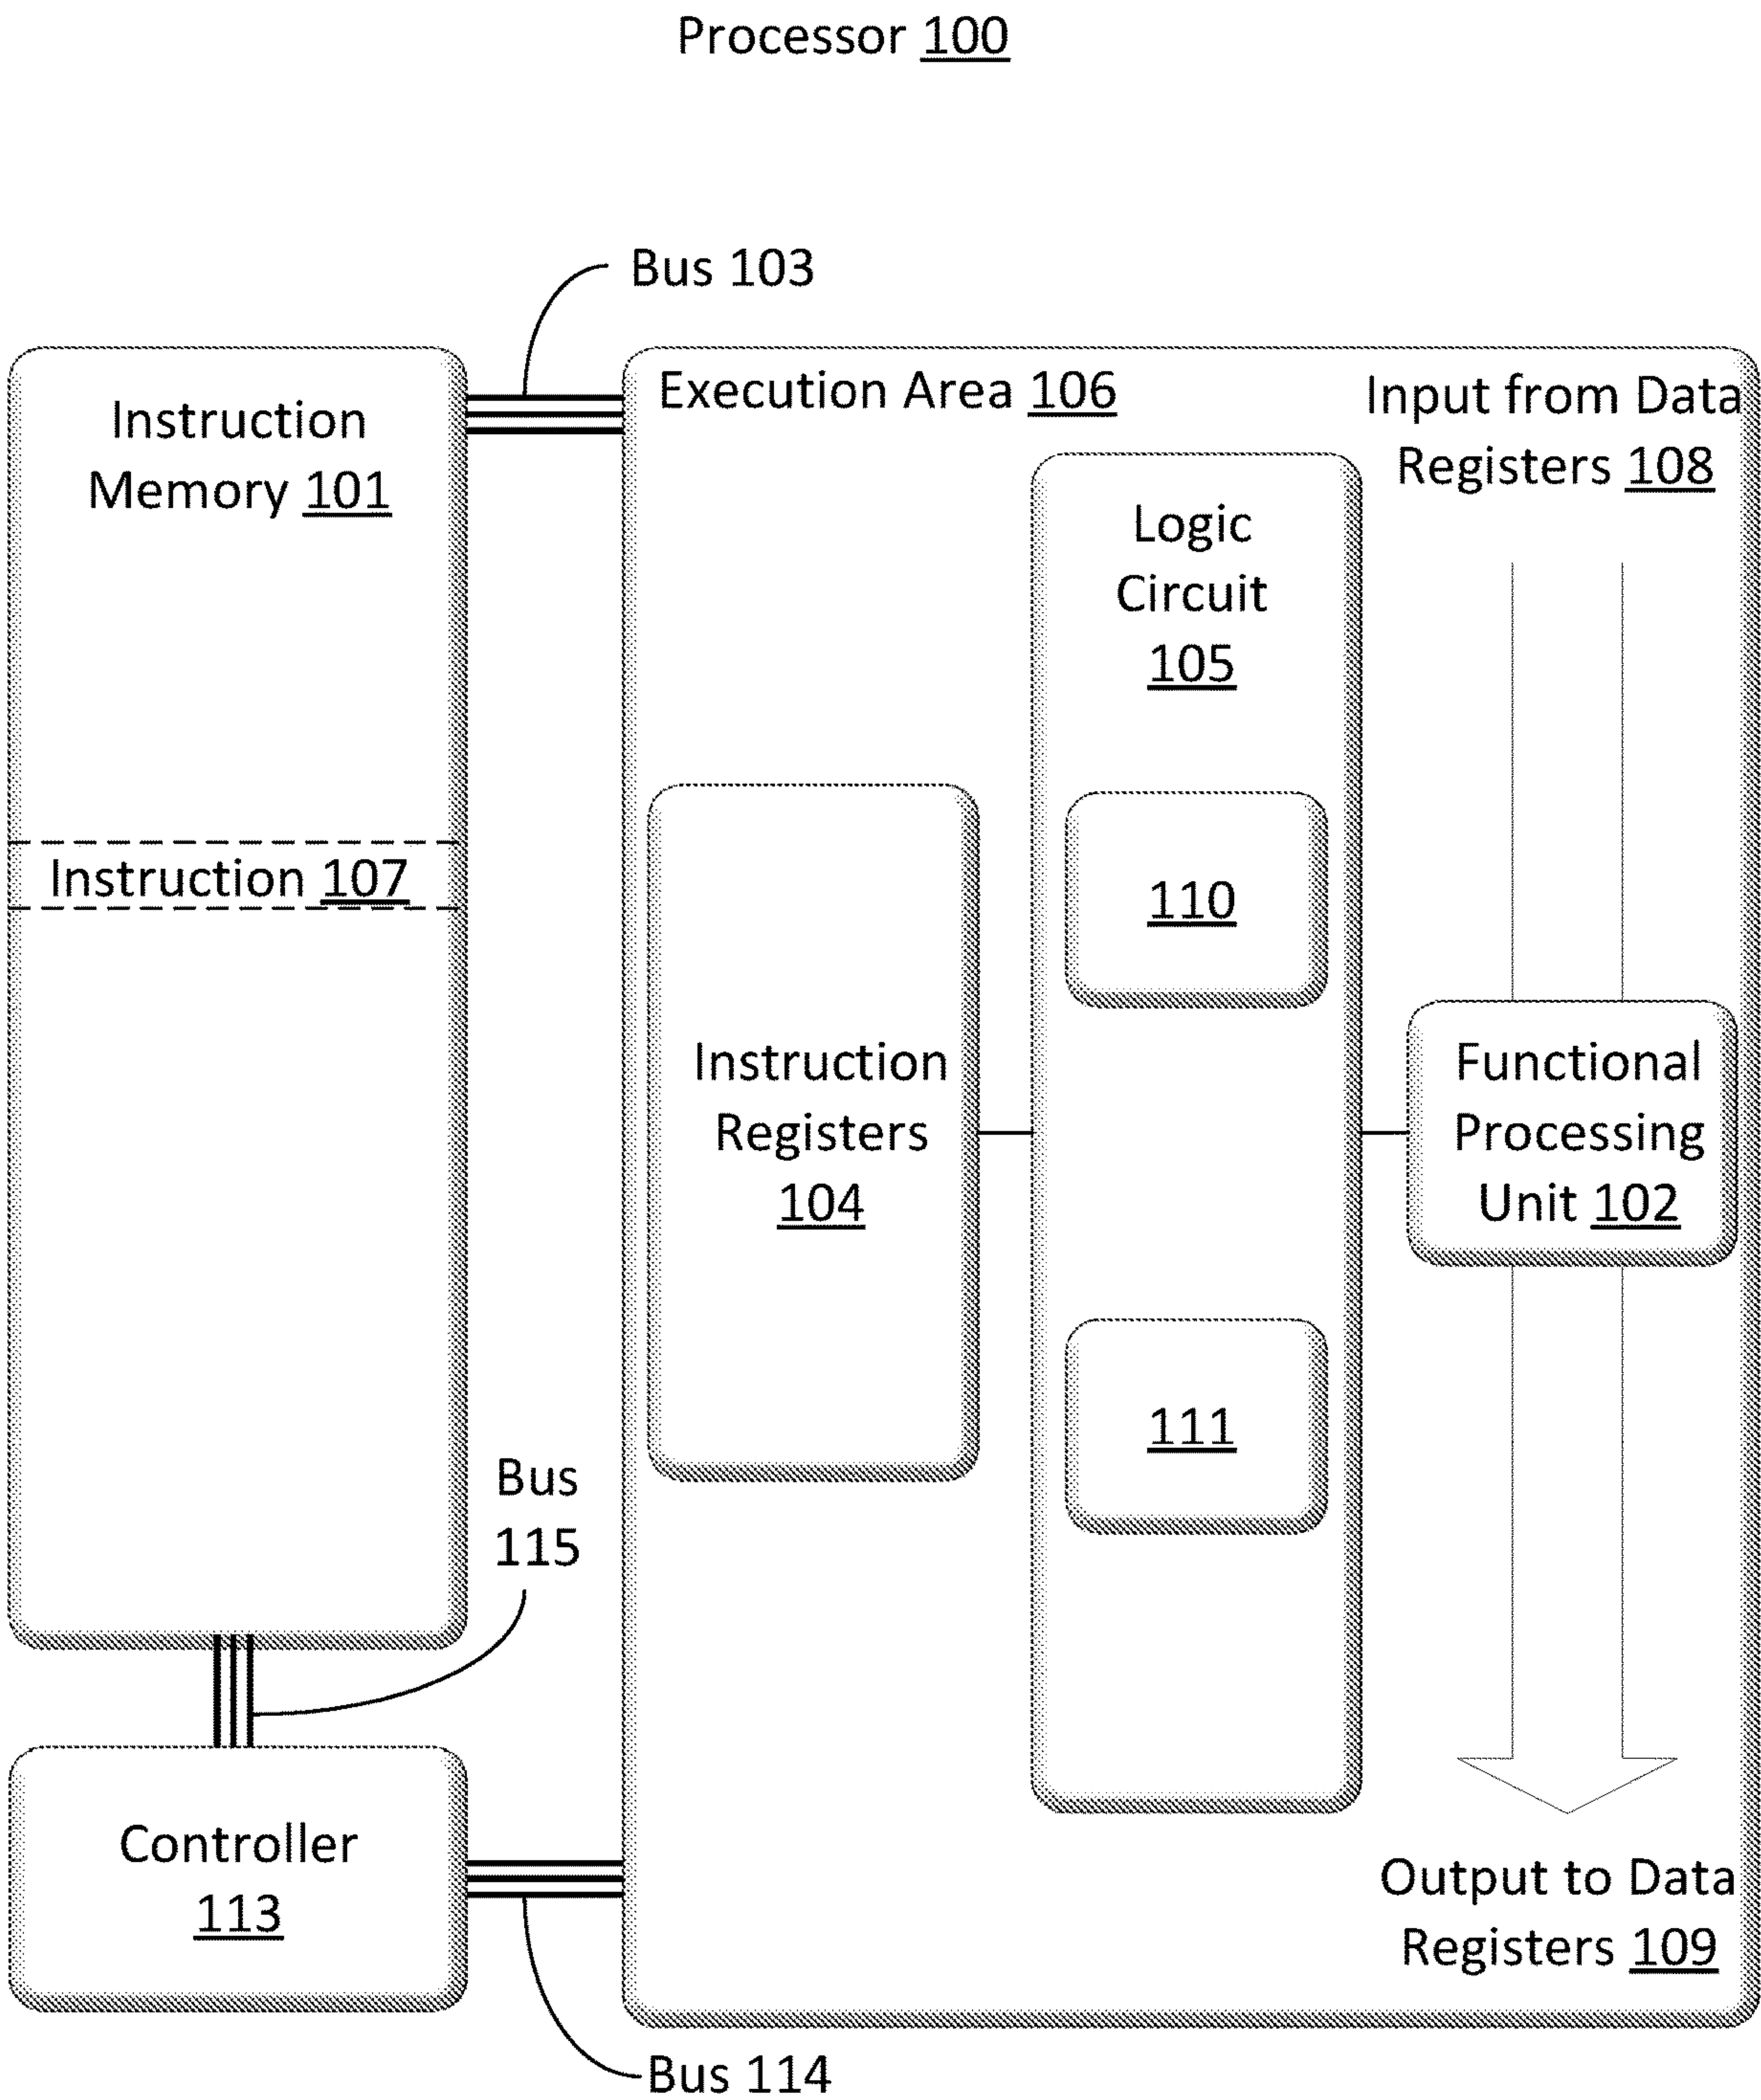 Processor 100
Bus 103
Instruction
Memory 101
Instruction 107
Execution Area 106
Input from Data
Registers 108
Logic
Circuit
105
110
111
Instruction
Registers
104
Functional
Processing
Unit 102
Bus
115
Controller
113
Output to Data
Registers 109
Bus 114